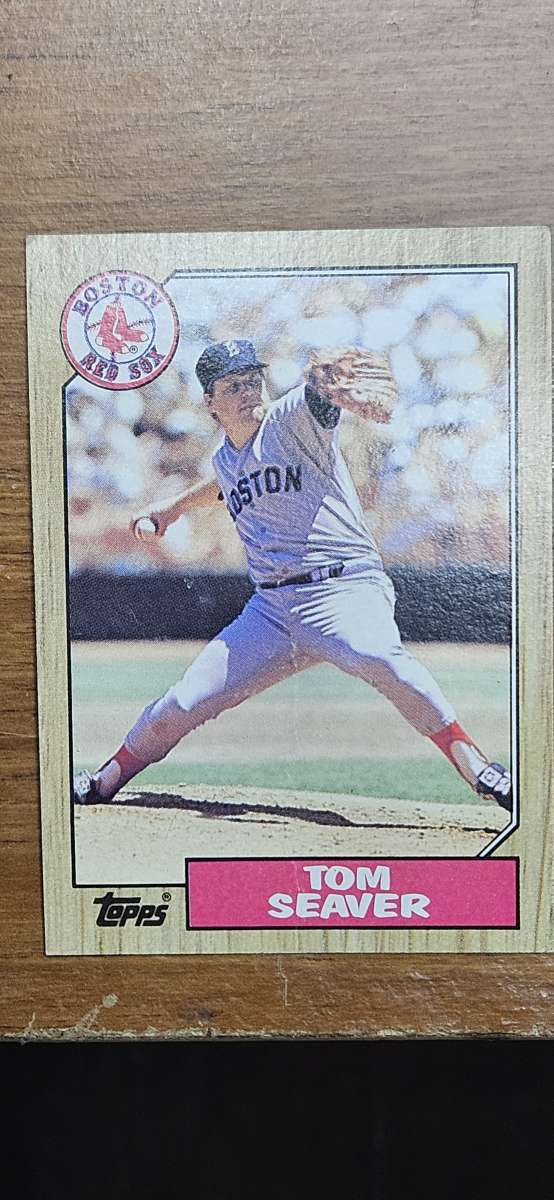 BOSTON
RED SOX
BOSTON
topps®
TOM
SEAVER